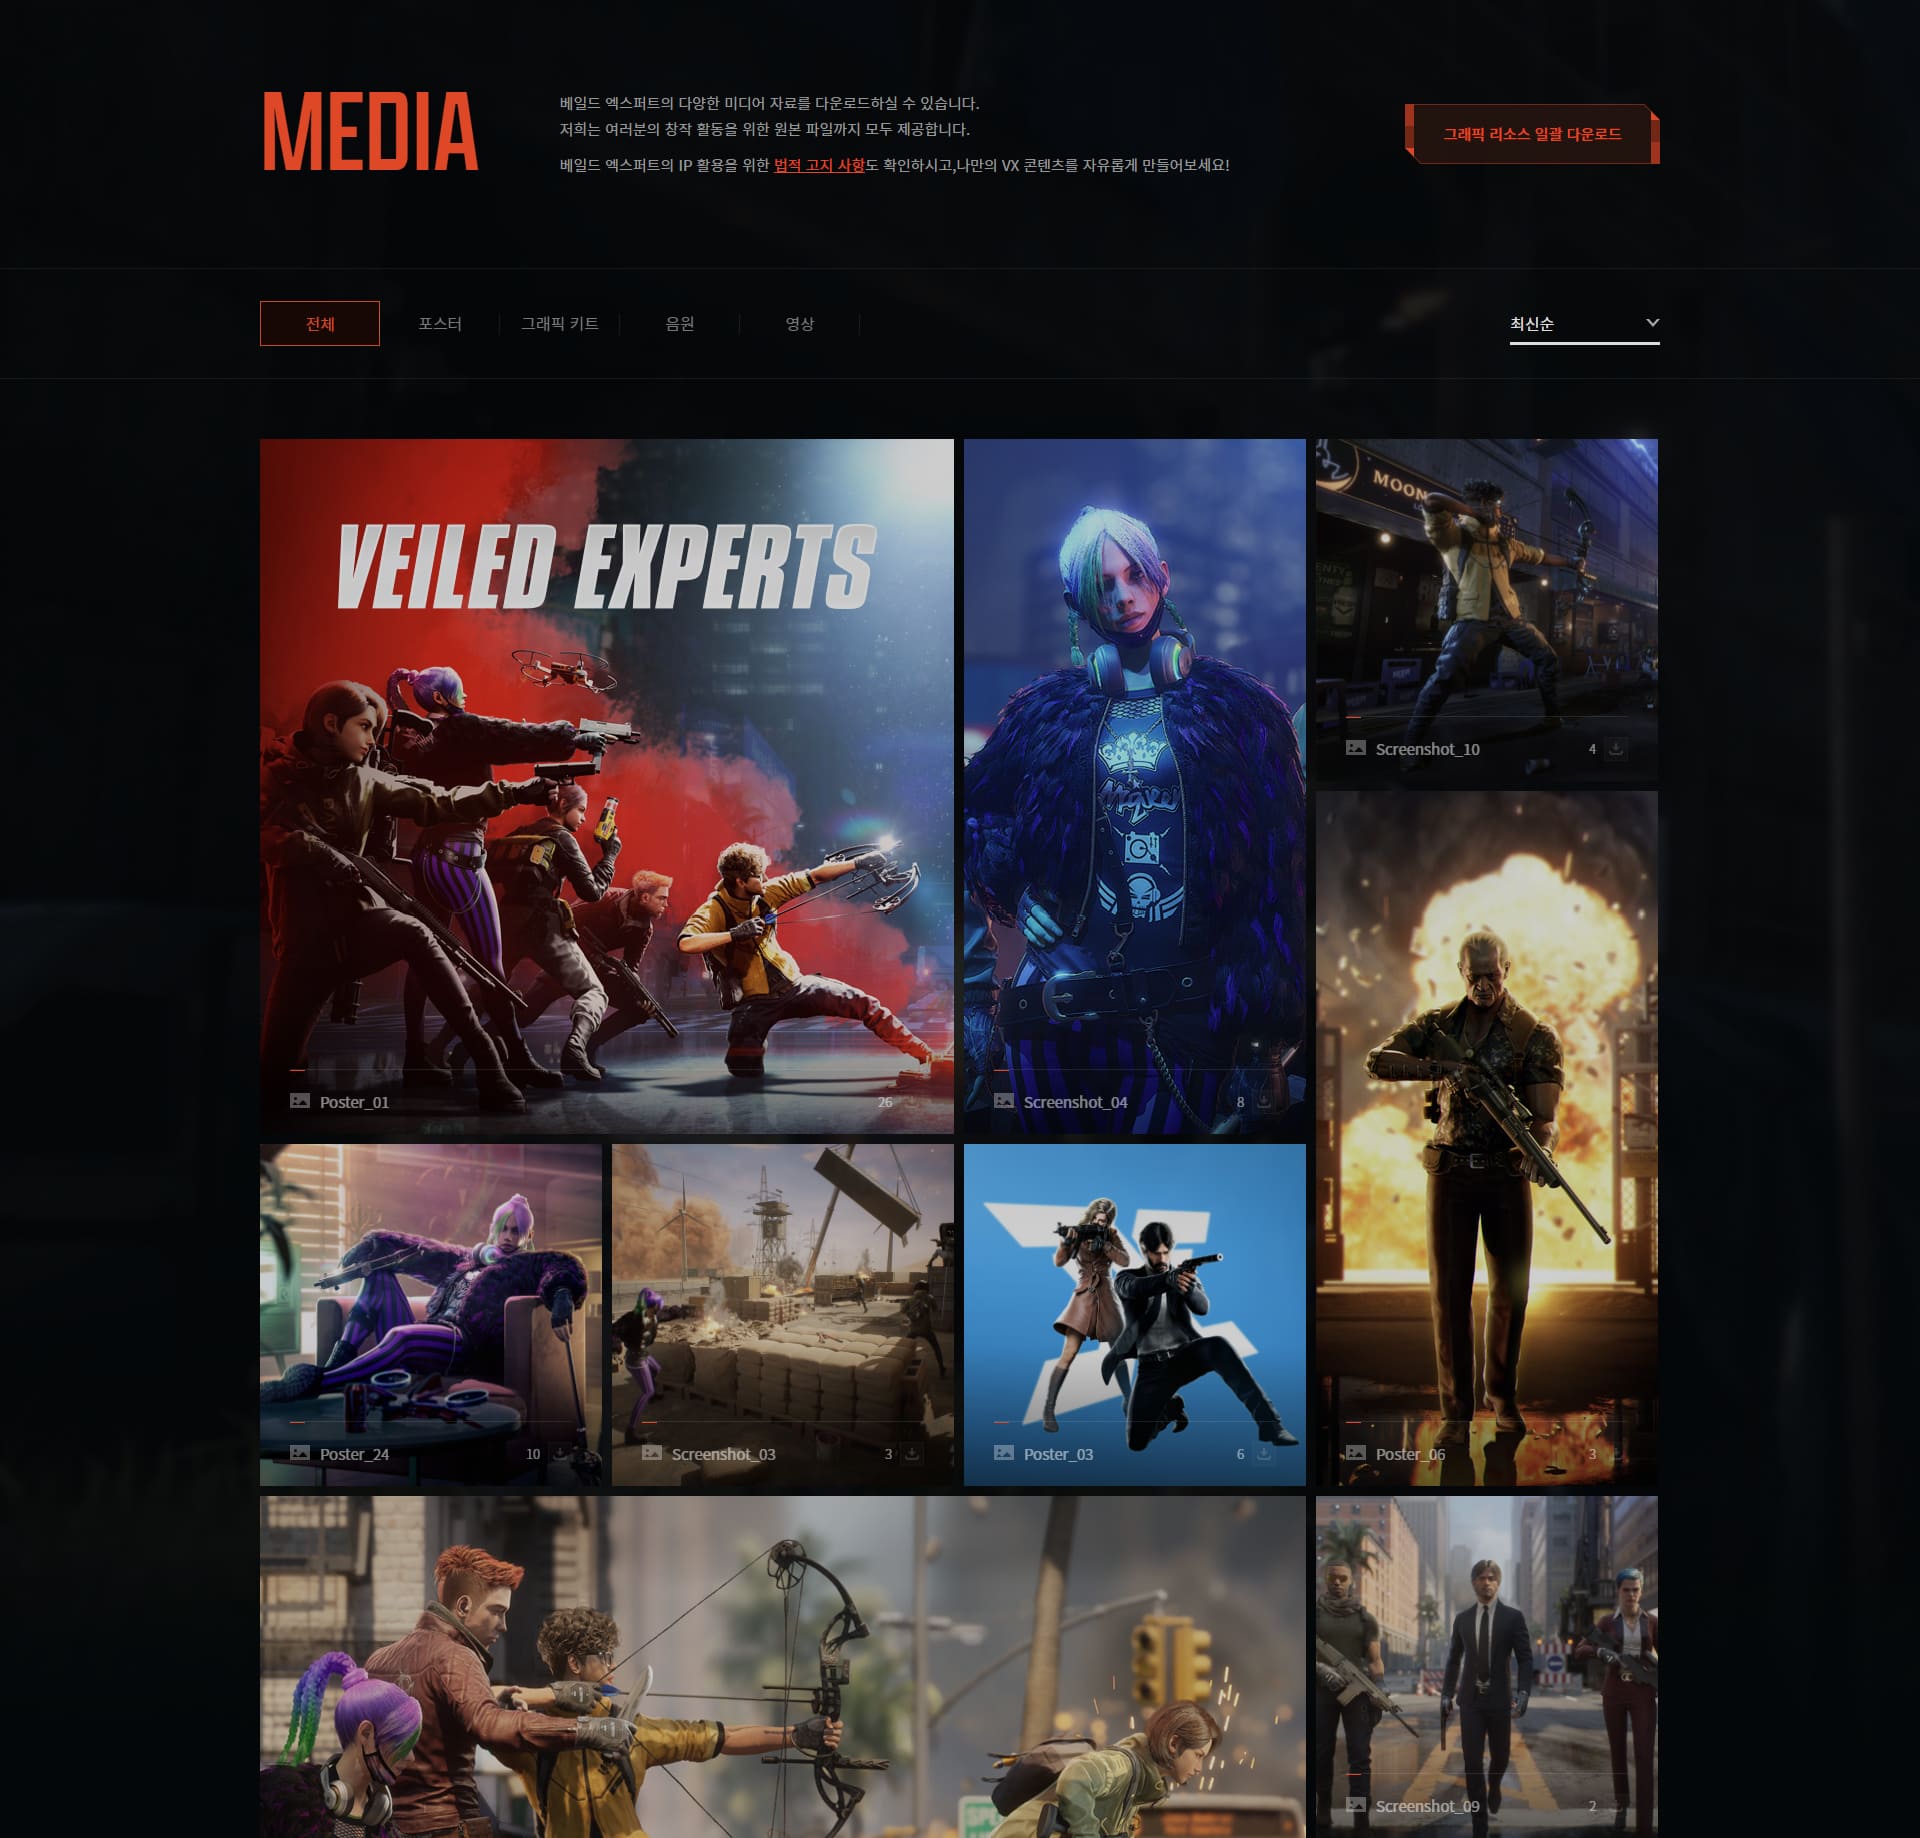 MEDIA
베일드 엑스퍼트의 다양한 미디어 자료를 다운로드하실 수 있습니다.
저희는 여러분의 창작 활동을 위한 원본 파일까지 모두 제공합니다.
베일드 엑스퍼트의 IP 활용을 위한 법적 고지 사항도 확인하시고,나만의 VX 콘텐츠를 자유롭게 만들어보세요!
그래픽 리소스 일괄 다운로드
전체
포스터
그래픽 키트
음원
영상
최신순
VEILED EXPERTS
Poster_01
26
Mcqueen
Screenshot_04
8
MOON
Screenshot_10
4
Poster_24
10
Screenshot_03
3
Poster_03
6
Poster_06
3
Screenshot_09
2